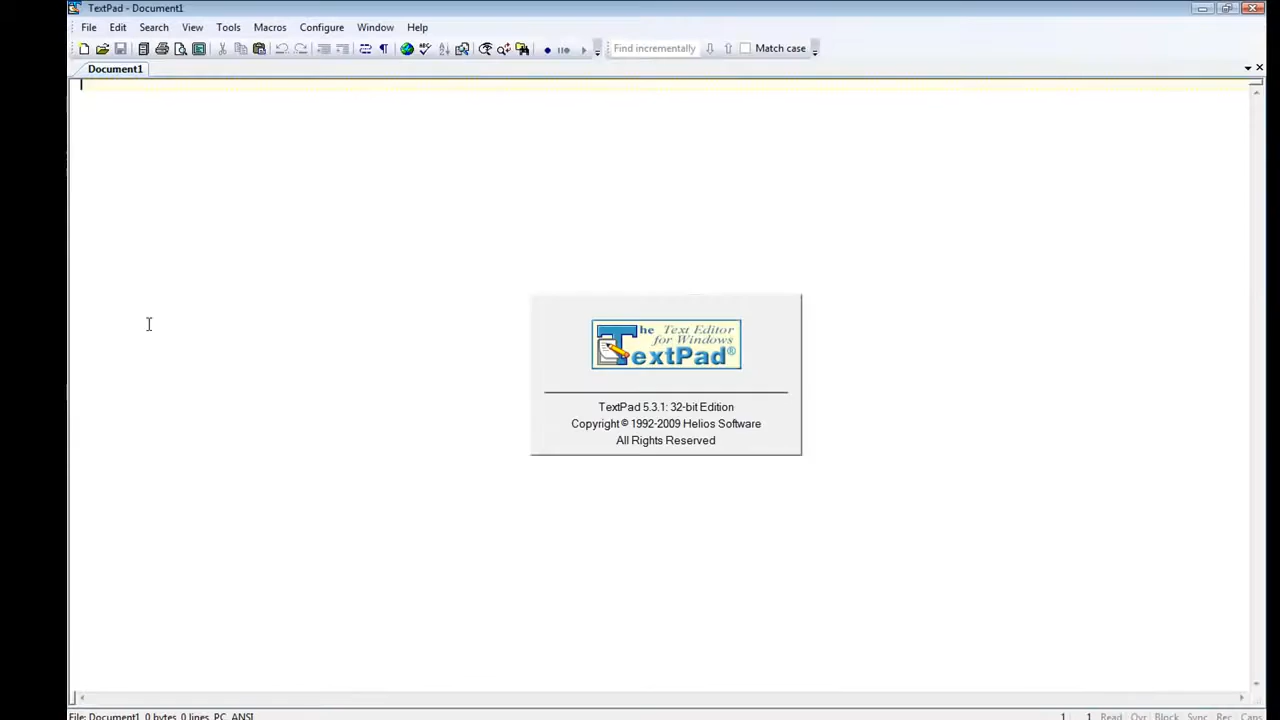 TextPad - Document1
File Edit Search View Tools Macros Configure Window Help
Find incrementally Match case
Document1
The Text Editor
for Windows
TextPad®
TextPad 5.3.1: 32-bit Edition
Copyright © 1992-2009 Helios Software
All Rights Reserved
File: Document1, 0 bytes, 0 lines, PC, ANSI 1 1 Read Ovr Block Sync Rec Caps